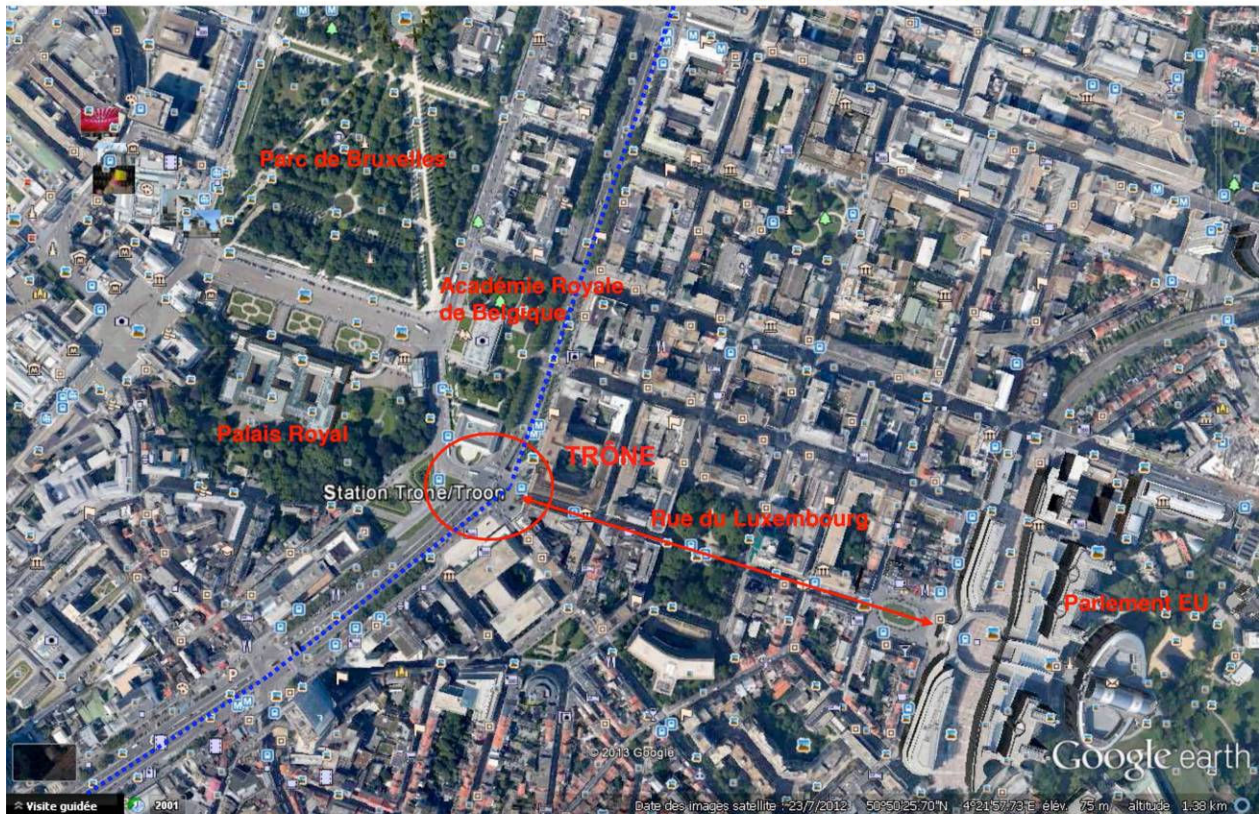 Parc de Bruxelles
Académie Royale
de Belgique
Palais Royal
TRÔNE
Station Trone/Troon
Rue du Luxembourg
Parlement EU
© 2013 Google
Google earth
Visite guidée
2001
Date des images satellite : 23/7/2012 50°50'25.70"N 4°21'57.73"E élév. 75 m altitude 1.38 km